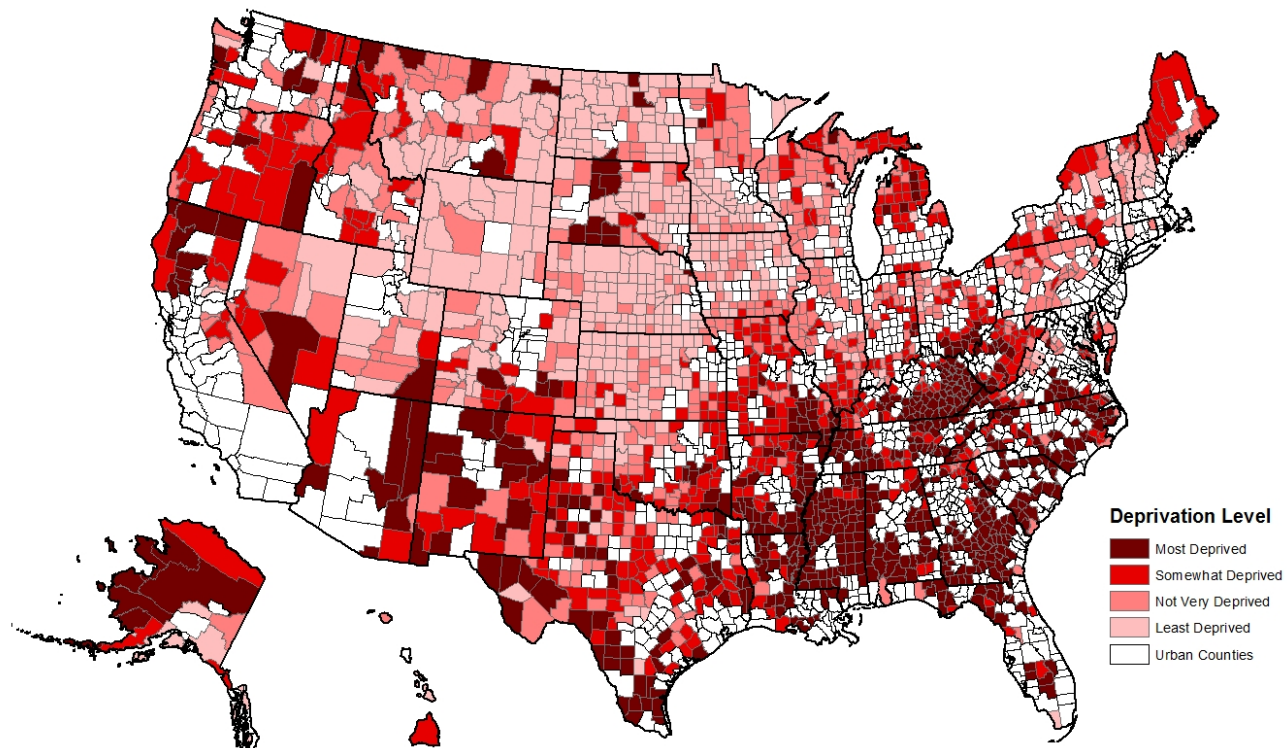 Deprivation Level
Most Deprived
Somewhat Deprived
Not Very Deprived
Least Deprived
Urban Counties